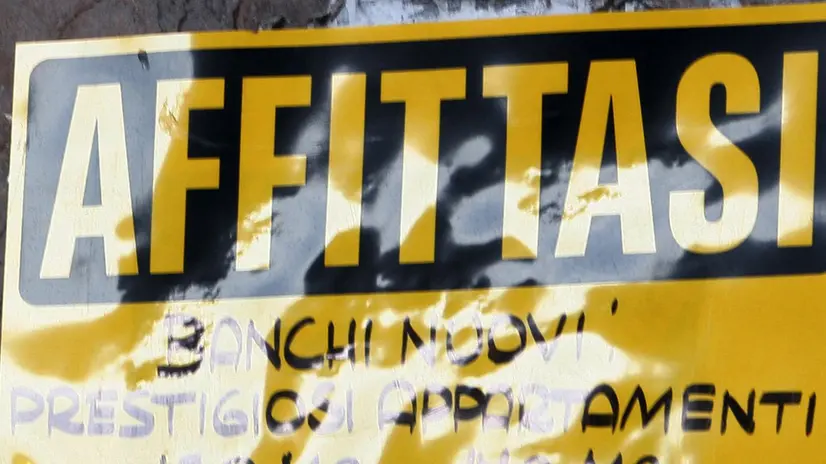 AFFITTASI
BANCHI NUOVI
PRESTIGIOSI APPARTAMENTI